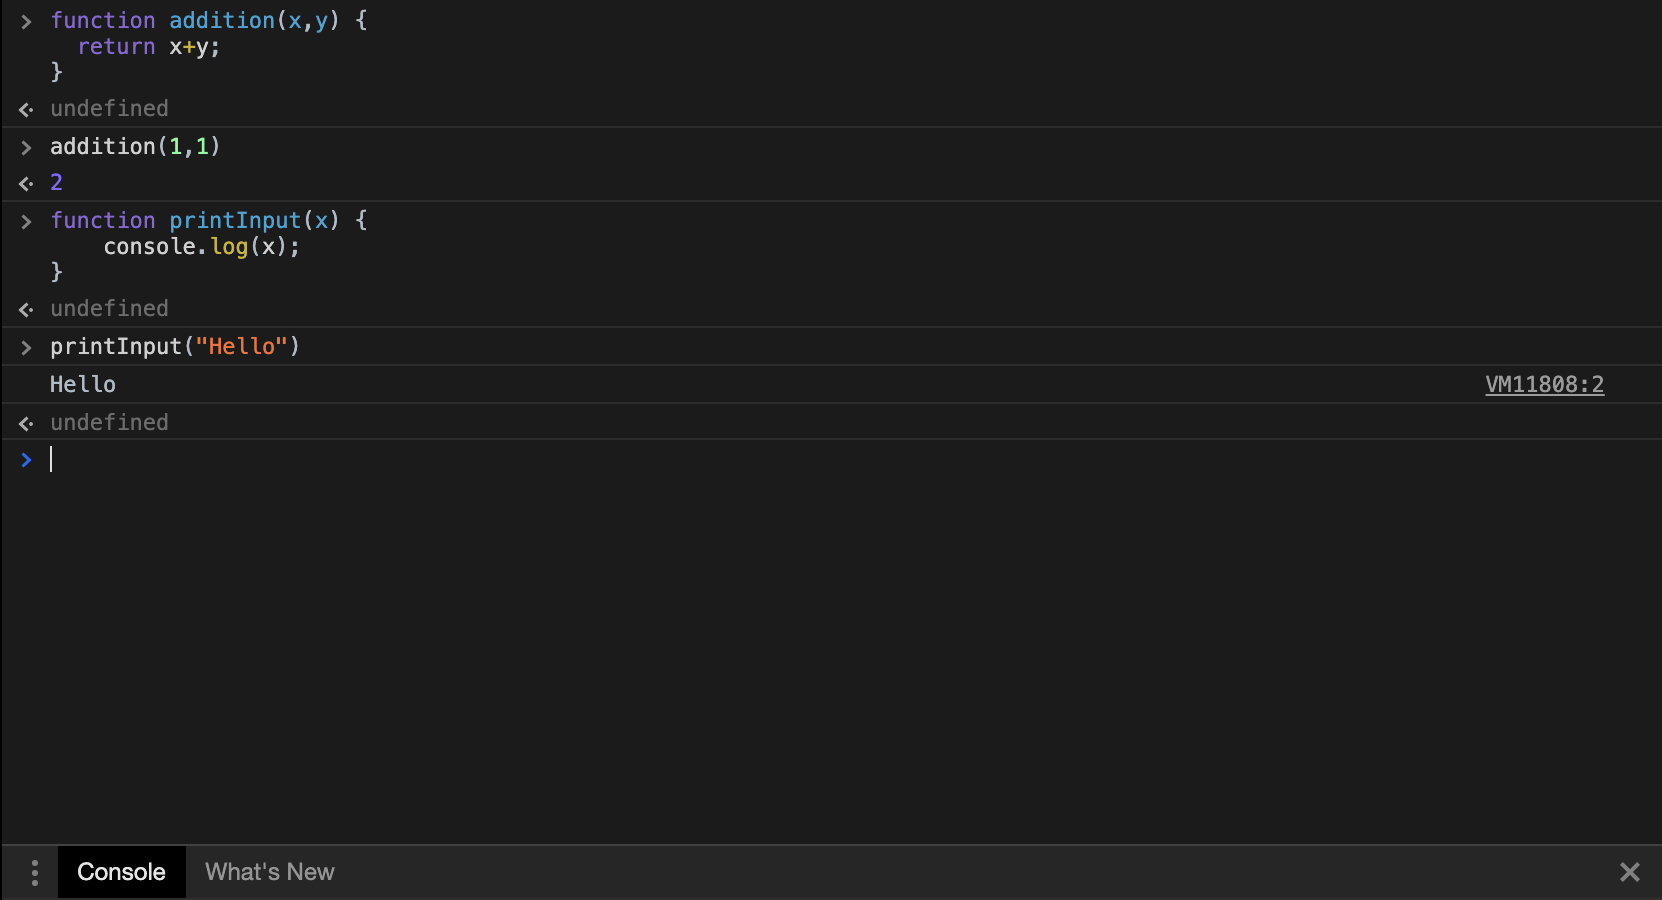 > function addition(x,y) {
  return x+y;
}
undefined
> addition(1,1)
2
> function printInput(x) {
    console.log(x);
}
undefined
> printInput("Hello")
Hello VM11808:2
undefined
>
Console What's New